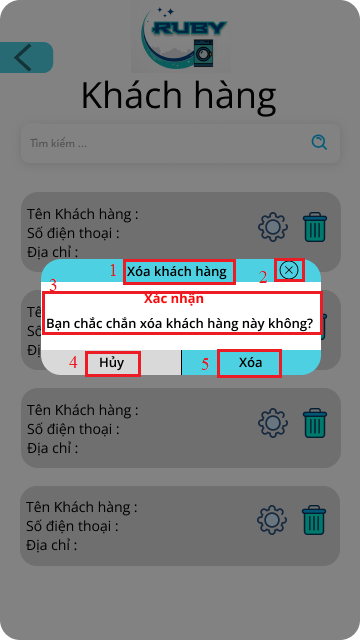 RUBY
Khách hàng
Tìm kiếm ...
Tên Khách hàng :
Số điện thoại :
Địa chỉ :
1 Xóa khách hàng 2
3
Xác nhận
Bạn chắc chắn xóa khách hàng này không?
4 Hủy 5 Xóa
Tên Khách hàng :
Số điện thoại :
Địa chỉ :
Tên Khách hàng :
Số điện thoại :
Địa chỉ :